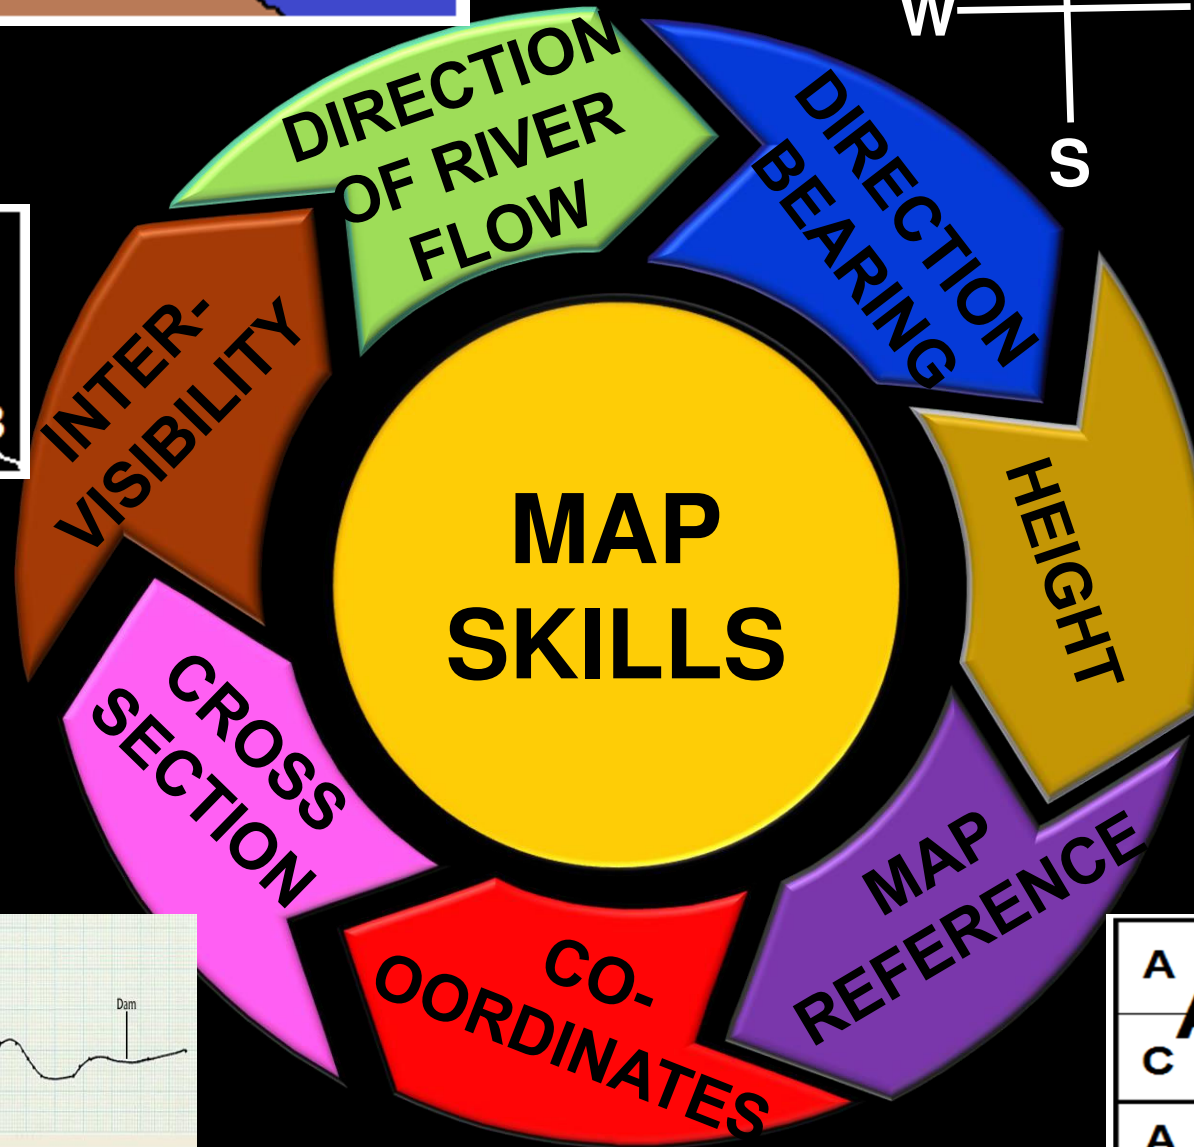 W
S
DIRECTION
OF RIVER
FLOW
DIRECTION
BEARING
HEIGHT
MAP
REFERENCE
CO-
OORDINATES
CROSS
SECTION
INTER-
VISIBILITY
MAP
SKILLS
Dam
A
C
A